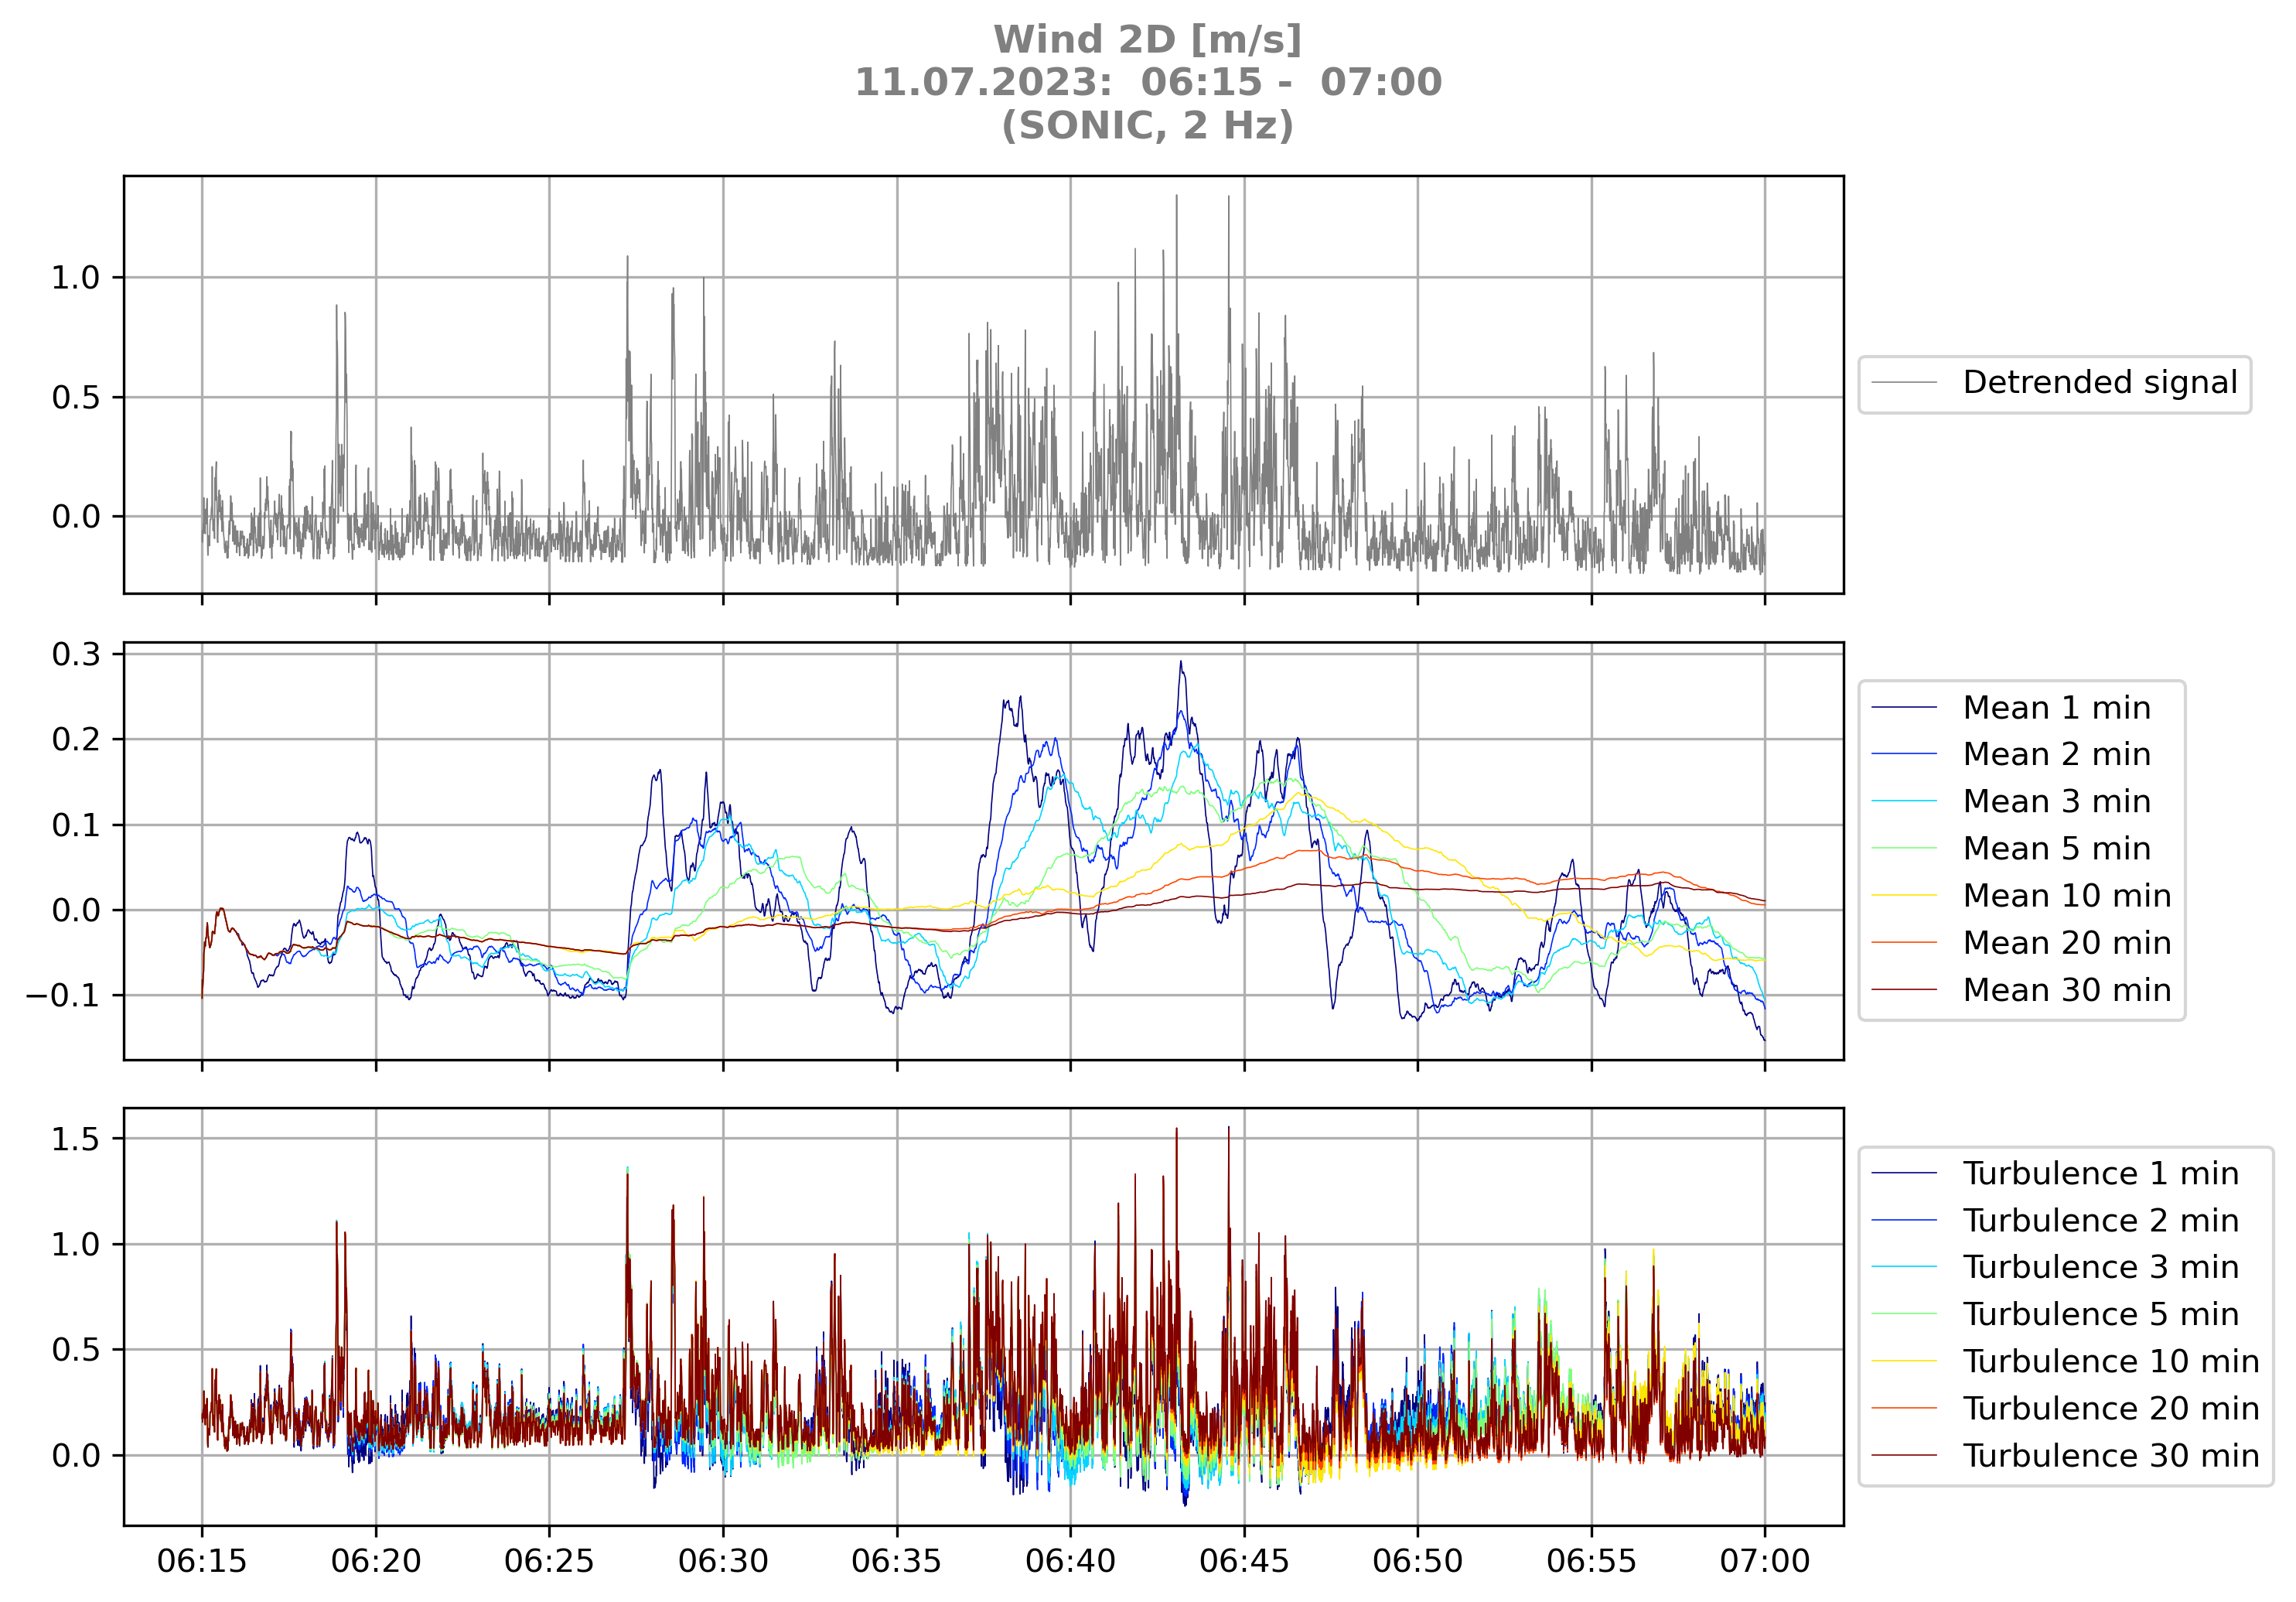 Wind 2D [m/s]
11.07.2023:  06:15 -  07:00
(SONIC, 2 Hz)
1.0
0.5
0.0
Detrended signal
0.3
0.2
0.1
0.0
−0.1
Mean 1 min
Mean 2 min
Mean 3 min
Mean 5 min
Mean 10 min
Mean 20 min
Mean 30 min
1.5
1.0
0.5
0.0
Turbulence 1 min
Turbulence 2 min
Turbulence 3 min
Turbulence 5 min
Turbulence 10 min
Turbulence 20 min
Turbulence 30 min
06:15 06:20 06:25 06:30 06:35 06:40 06:45 06:50 06:55 07:00